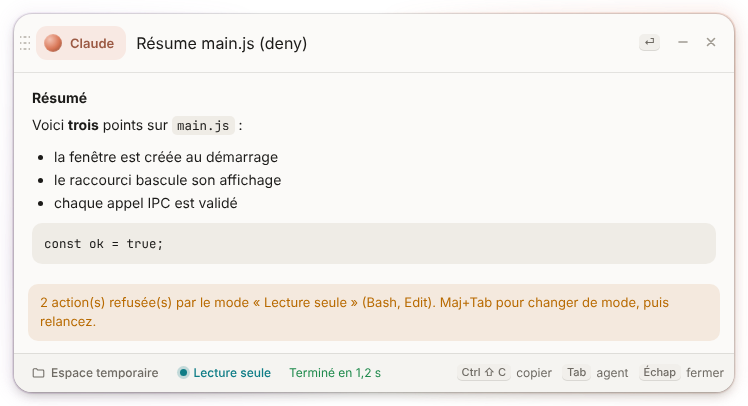 Claude Résume main.js (deny) ⏎
Résumé
Voici trois points sur main.js :
la fenêtre est créée au démarrage
le raccourci bascule son affichage
chaque appel IPC est validé
const ok = true;
2 action(s) refusée(s) par le mode « Lecture seule » (Bash, Edit). Maj+Tab pour changer de mode, puis
relancez.
Espace temporaire Lecture seule Terminé en 1,2 s Ctrl ⇧ C copier Tab agent Échap fermer